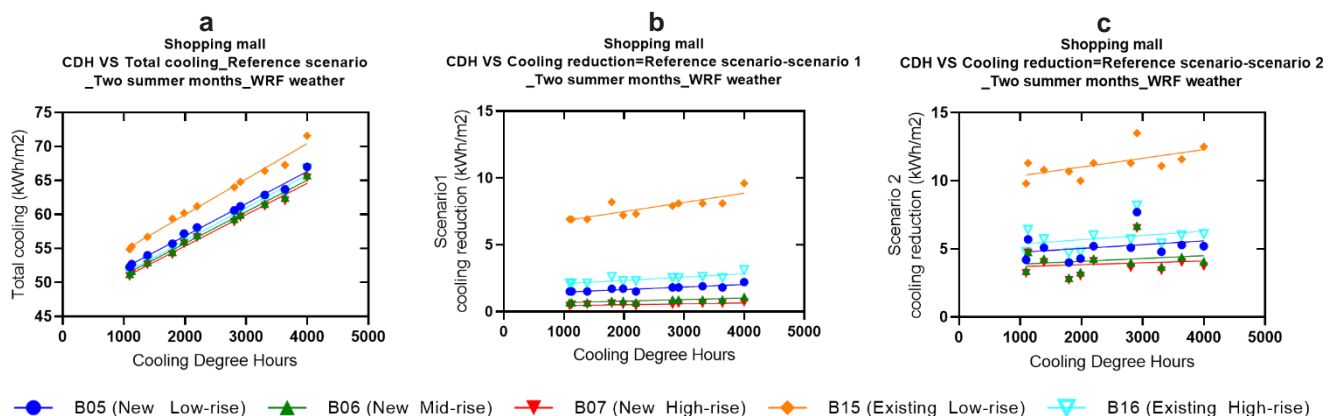 a
Shopping mall
CDH VS Total cooling_Reference scenario
_Two summer months_WRF weather
75
70
65
60
55
50
45
Total cooling (kWh/m2)
0
1000
2000
3000
4000
5000
Cooling Degree Hours
b
Shopping mall
CDH VS Cooling reduction=Reference scenario-scenario 1
_Two summer months_WRF weather
15
10
5
0
Scenario1
cooling reduction (kWh/m2)
0
1000
2000
3000
4000
5000
Cooling Degree Hours
c
Shopping mall
CDH VS Cooling reduction=Reference scenario-scenario 2
_Two summer months_WRF weather
15
10
5
0
Scenario 2
cooling reduction (kWh/m2)
0
1000
2000
3000
4000
5000
Cooling Degree Hours
B05 (New Low-rise)
B06 (New Mid-rise)
B07 (New High-rise)
B15 (Existing Low-rise)
B16 (Existing High-rise)